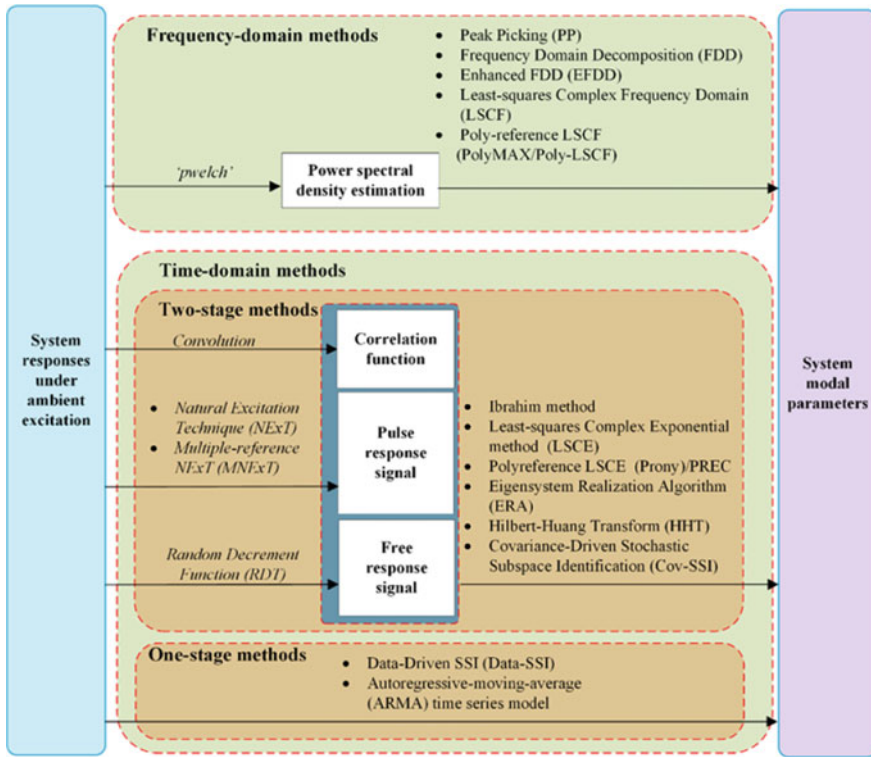 Frequency-domain methods
• Peak Picking (PP)
• Frequency Domain Decomposition (FDD)
• Enhanced FDD (EFDD)
• Least-squares Complex Frequency Domain
(LSCF)
• Poly-reference LSCF
(PolyMAX/Poly-LSCF)
'pwelch'
Power spectral
density estimation
System
responses
under
ambient
excitation
Time-domain methods
Two-stage methods
Convolution
Correlation
function
• Natural Excitation
Technique (NExT)
• Multiple-reference
NExT (MNExT)
Pulse
response
signal
Random Decrement
Function (RDT)
Free
response
signal
• Ibrahim method
• Least-squares Complex Exponential
method (LSCE)
• Polyreference LSCE (Prony)/PREC
• Eigensystem Realization Algorithm
(ERA)
• Hilbert-Huang Transform (HHT)
• Covariance-Driven Stochastic
Subspace Identification (Cov-SSI)
One-stage methods
• Data-Driven SSI (Data-SSI)
• Autoregressive-moving-average
(ARMA) time series model
System
modal
parameters